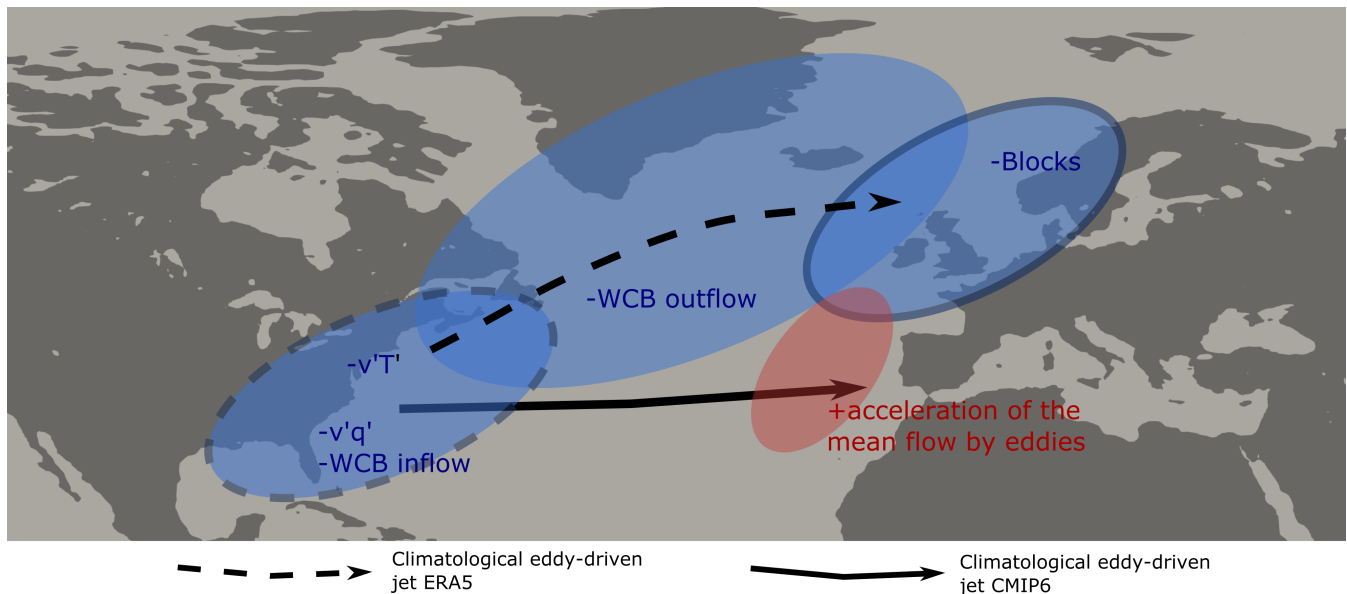 -Blocks
-WCB outflow
-v'T'
-v'q'
-WCB inflow
+acceleration of the
mean flow by eddies
Climatological eddy-driven
jet ERA5
Climatological eddy-driven
jet CMIP6